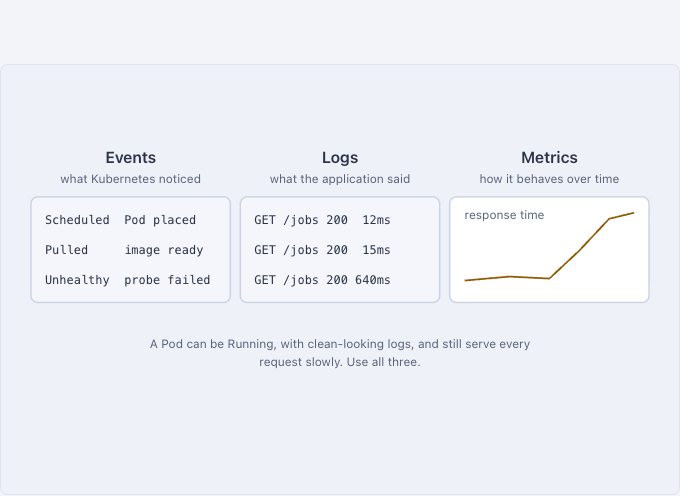 Events
what Kubernetes noticed
Scheduled  Pod placed
Pulled     image ready
Unhealthy  probe failed
Logs
what the application said
GET /jobs 200  12ms
GET /jobs 200  15ms
GET /jobs 200 640ms
Metrics
how it behaves over time
response time
A Pod can be Running, with clean-looking logs, and still serve every
request slowly. Use all three.